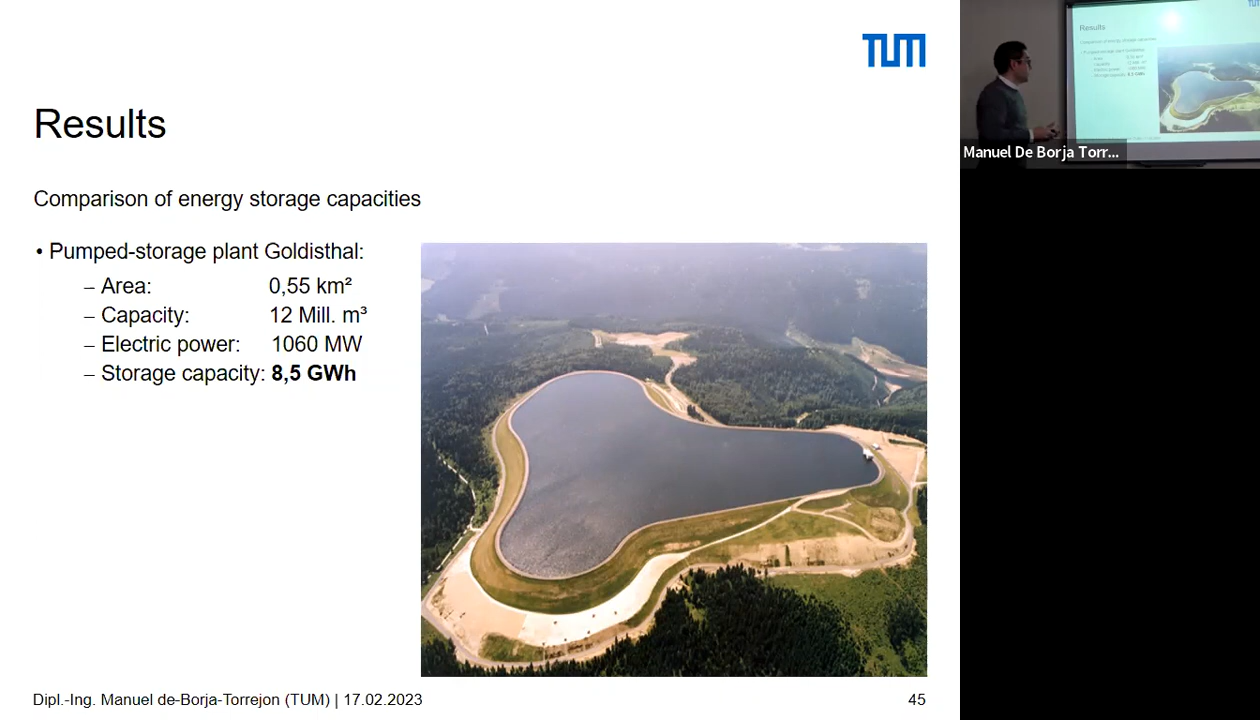 TUM
Results
Comparison of energy storage capacities
• Pumped-storage plant Goldisthal:
– Area: 0,55 km²
– Capacity: 12 Mill. m³
– Electric power: 1060 MW
– Storage capacity: 8,5 GWh
Dipl.-Ing. Manuel de-Borja-Torrejon (TUM) | 17.02.2023
45
Results
Manuel De Borja Torr...